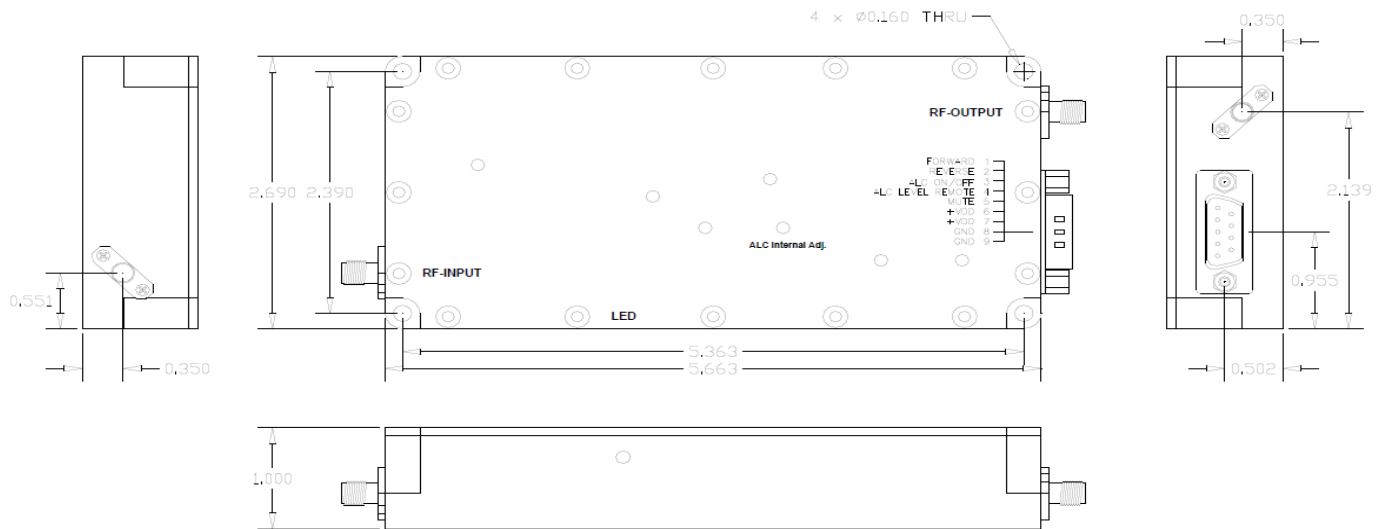 4 x Ø0.160 THRU
0.350
RF-OUTPUT
FORWARD 1
REVERSE 2
ALC ON/OFF 3
ALC LEVEL REMOTE 4
MUTE 5
+VDD 6
+VDD 7
GND 8
GND 9
2.690
2.390
2.139
ALC Internal Adj.
RF-INPUT
0.551
0.955
LED
5.363
5.663
0.350
0.502
1.000